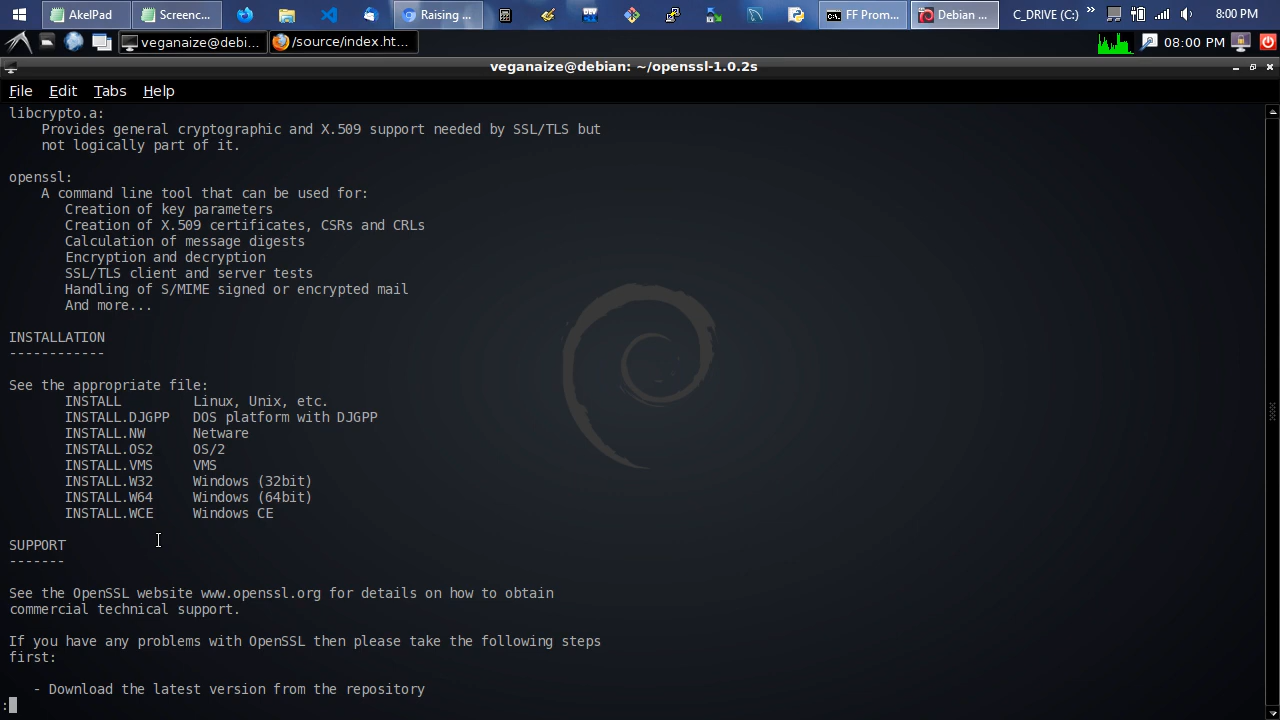 AkelPad
Screenc...
Raising ...
FF Prom...
Debian ...
C_DRIVE (C:)
8:00 PM
veganaize@debi...
/source/index.ht...
08:00 PM
veganaize@debian: ~/openssl-1.0.2s
File Edit Tabs Help
libcrypto.a:
Provides general cryptographic and X.509 support needed by SSL/TLS but
not logically part of it.
openssl:
A command line tool that can be used for:
Creation of key parameters
Creation of X.509 certificates, CSRs and CRLs
Calculation of message digests
Encryption and decryption
SSL/TLS client and server tests
Handling of S/MIME signed or encrypted mail
And more...
INSTALLATION
------------
See the appropriate file:
INSTALL Linux, Unix, etc.
INSTALL.DJGPP DOS platform with DJGPP
INSTALL.NW Netware
INSTALL.OS2 OS/2
INSTALL.VMS VMS
INSTALL.W32 Windows (32bit)
INSTALL.W64 Windows (64bit)
INSTALL.WCE Windows CE
SUPPORT
-------
See the OpenSSL website www.openssl.org for details on how to obtain
commercial technical support.
If you have any problems with OpenSSL then please take the following steps
first:
- Download the latest version from the repository
: